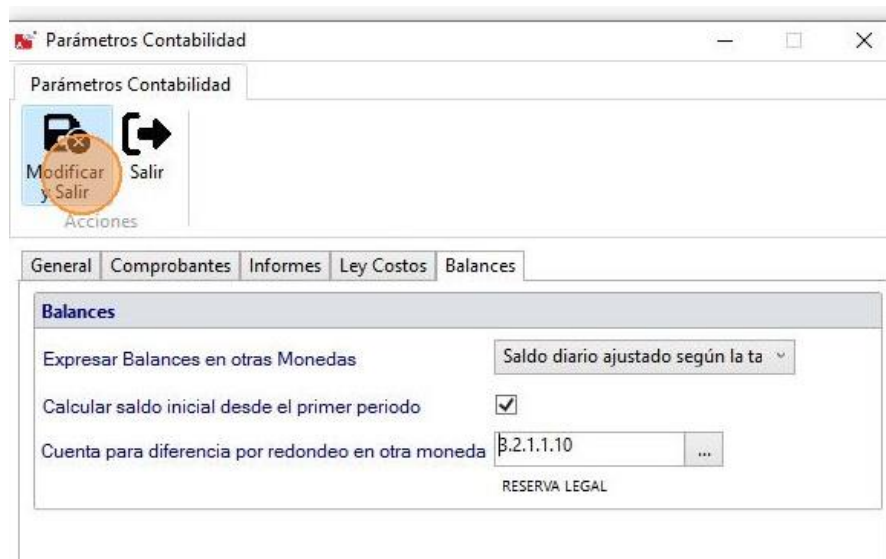 Parámetros Contabilidad
Parámetros Contabilidad
Modificar y Salir
Salir
Acciones
General Comprobantes Informes Ley Costos Balances
Balances
Expresar Balances en otras Monedas Saldo diario ajustado según la ta
Calcular saldo inicial desde el primer periodo
Cuenta para diferencia por redondeo en otra moneda 3.2.1.1.10 ...
RESERVA LEGAL